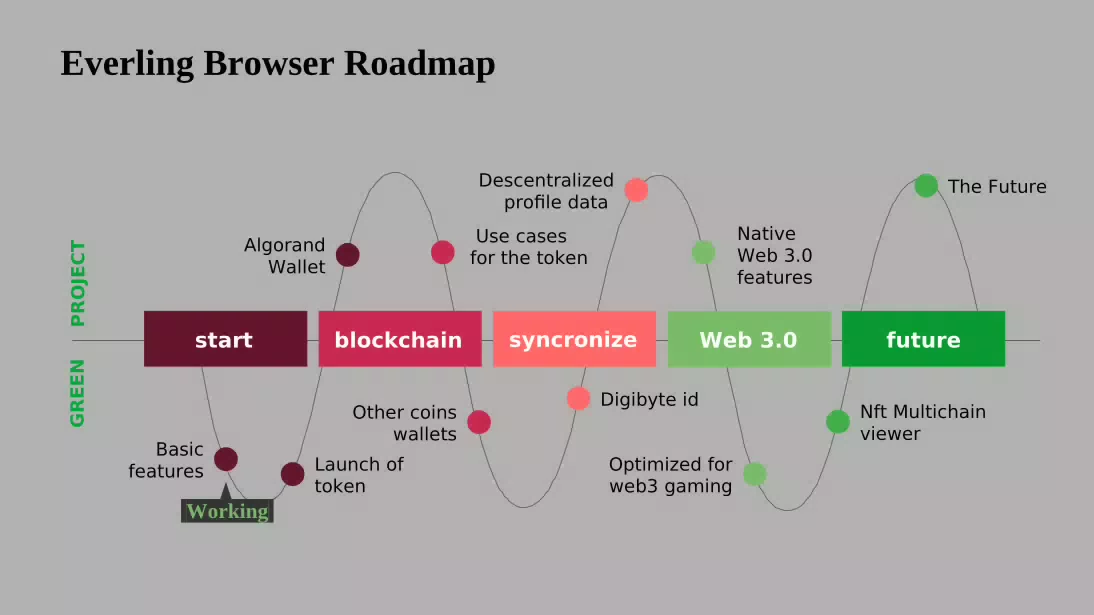 Everling Browser Roadmap
Descentralized
profile data
The Future
Algorand
Wallet
Use cases
for the token
Native
Web 3.0
features
PROJECT
GREEN
start
blockchain
syncronize
Web 3.0
future
Basic
features
Working
Launch of
token
Other coins
wallets
Digibyte id
Optimized for
web3 gaming
Nft Multichain
viewer